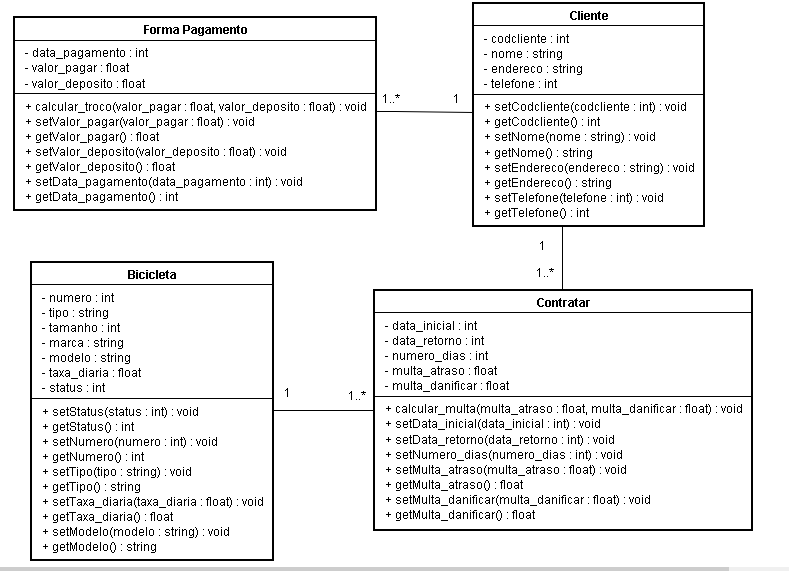 Forma Pagamento
- data_pagamento : int
- valor_pagar : float
- valor_deposito : float
+ calcular_troco(valor_pagar : float, valor_deposito : float) : void
+ setValor_pagar(valor_pagar : float) : void
+ getValor_pagar() : float
+ setValor_deposito(valor_deposito : float) : void
+ getValor_deposito() : float
+ setData_pagamento(data_pagamento : int) : void
+ getData_pagamento() : int
1..*
1
Cliente
- codcliente : int
- nome : string
- endereco : string
- telefone : int
+ setCodcliente(codcliente : int) : void
+ getCodcliente() : int
+ setNome(nome : string) : void
+ getNome() : string
+ setEndereco(endereco : string) : void
+ getEndereco() : string
+ setTelefone(telefone : int) : void
+ getTelefone() : int
1
1..*
Bicicleta
- numero : int
- tipo : string
- tamanho : int
- marca : string
- modelo : string
- taxa_diaria : float
- status : int
+ setStatus(status : int) : void
+ getStatus() : int
+ setNumero(numero : int) : void
+ getNumero() : int
+ setTipo(tipo : string) : void
+ getTipo() : string
+ setTaxa_diaria(taxa_diaria : float) : void
+ getTaxa_diaria() : float
+ setModelo(modelo : string) : void
+ getModelo() : string
1
1..*
Contratar
- data_inicial : int
- data_retorno : int
- numero_dias : int
- multa_atraso : float
- multa_danificar : float
+ calcular_multa(multa_atraso : float, multa_danificar : float) : void
+ setData_inicial(data_inicial : int) : void
+ setData_retorno(data_retorno : int) : void
+ setNumero_dias(numero_dias : int) : void
+ setMulta_atraso(multa_atraso : float) : void
+ getMulta_atraso() : float
+ setMulta_danificar(multa_danificar : float) : void
+ getMulta_danificar() : float